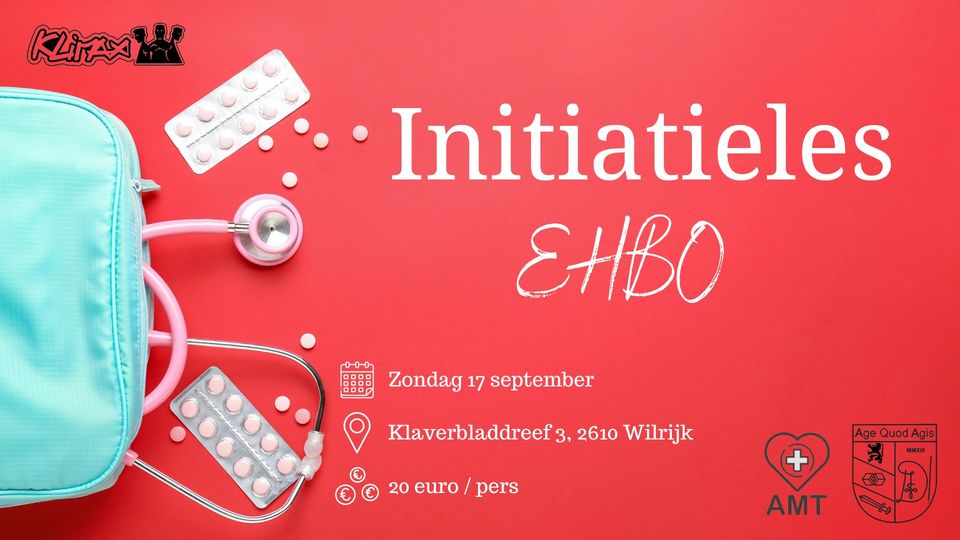 KLiMAX
Initiatieles
EHBO
Zondag 17 september
Klaverbladdreef 3, 2610 Wilrijk
20 euro / pers
AMT
Age Quod Agis
MMXIII